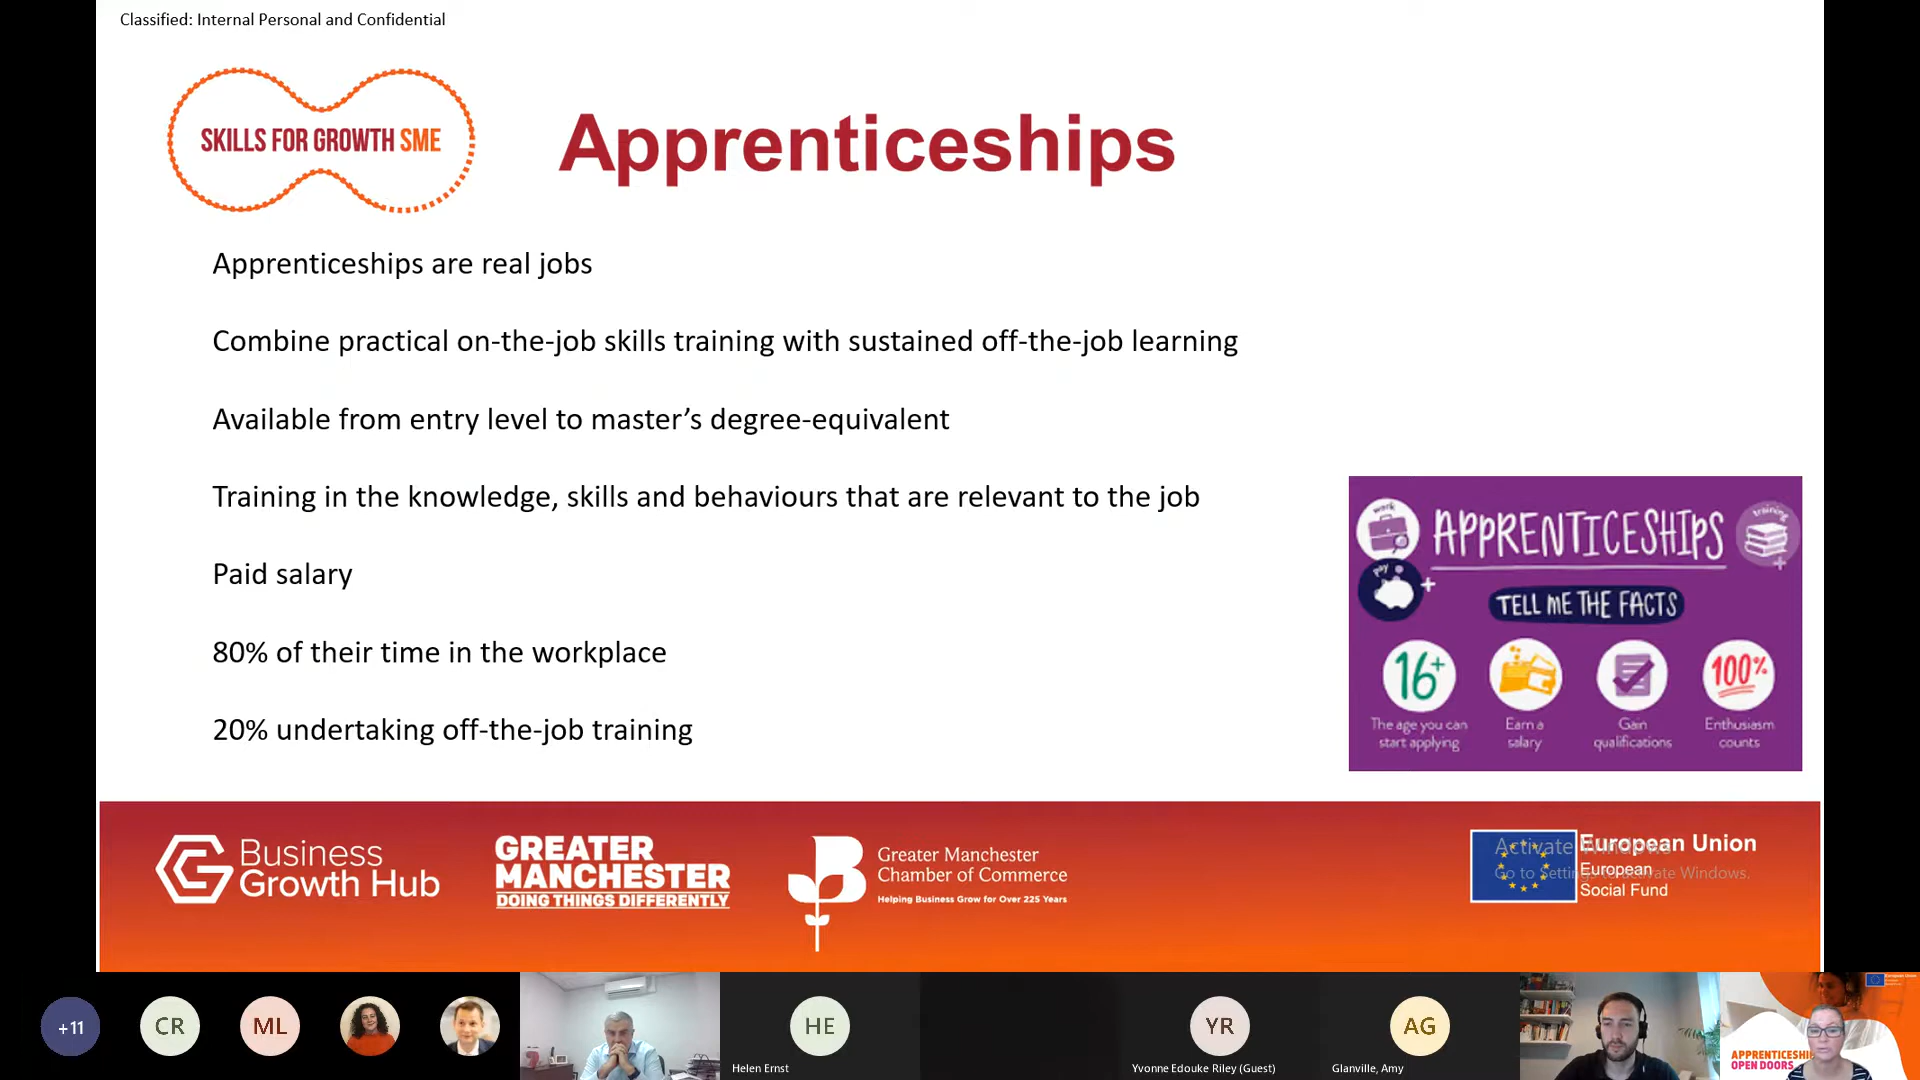 Classified: Internal Personal and Confidential
SKILLS FOR GROWTH SME
Apprenticeships
Apprenticeships are real jobs
Combine practical on-the-job skills training with sustained off-the-job learning
Available from entry level to master’s degree-equivalent
Training in the knowledge, skills and behaviours that are relevant to the job
Paid salary
80% of their time in the workplace
20% undertaking off-the-job training
work
APPRENTICESHIPS
training
pay
+
+
TELL ME THE FACTS
16+
100%
The age you can
start applying
Earn a
salary
Gain
qualifications
Enthusiasm
counts
Business
Growth Hub
GREATER
MANCHESTER
DOING THINGS DIFFERENTLY
Greater Manchester
Chamber of Commerce
Helping Business Grow for Over 225 Years
European Union
European
Social Fund
Activate Windows
Go to Settings to activate Windows.
+11
CR
ML
HE
Helen Ernst
YR
Yvonne Edouke Riley (Guest)
AG
Glanville, Amy
OPEN DOORS